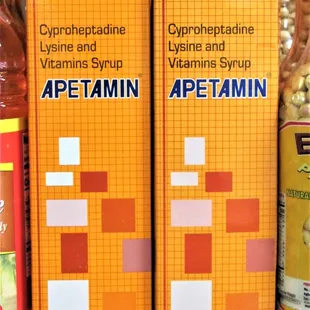 Cyproheptadine
Lysine and
Vitamins Syrup
APETAMIN
Cyproheptadine
Lysine and
Vitamins Syrup
APETAMIN